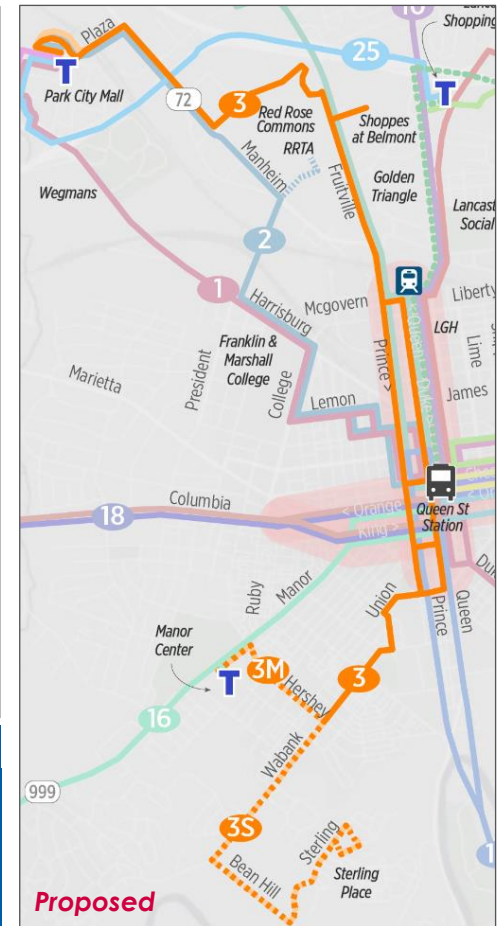 10
Shopping
Plaza
25
T
T
Park City Mall
72
3
Red Rose
Commons
Shoppes
at Belmont
RRTA
Manheim
Fruitville
Golden
Triangle
Wegmans
2
1
Harrisburg
Mcgovern
Liberty
LGH
Lime
Franklin &
Marshall
College
President
Marietta
College
Prince >
< Queen
Duke >
James
Lemon
Columbia
18
< Orange
King >
Queen St
Station
Ruby
Manor
Union
Prince
Queen
Manor
Center
T
3M
Hershey
3
16
Wabank
999
3S
Sterling
Bean Hill
Sterling
Place
Proposed